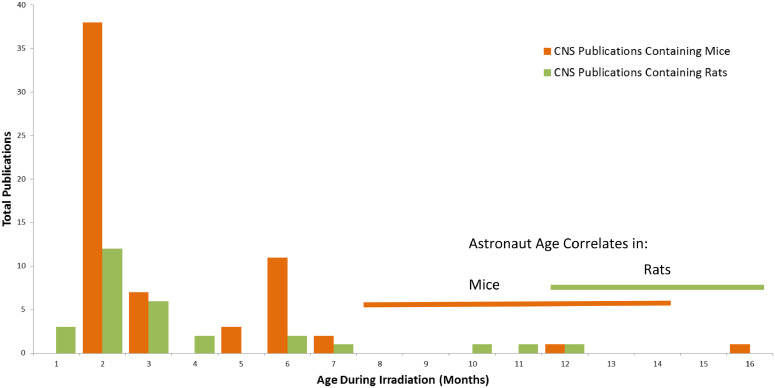 40
35
30
25
20
15
10
5
0
Total Publications
CNS Publications Containing Mice
CNS Publications Containing Rats
Astronaut Age Correlates in:
Rats
Mice
1 2 3 4 5 6 7 8 9 10 11 12 13 14 15 16
Age During Irradiation (Months)